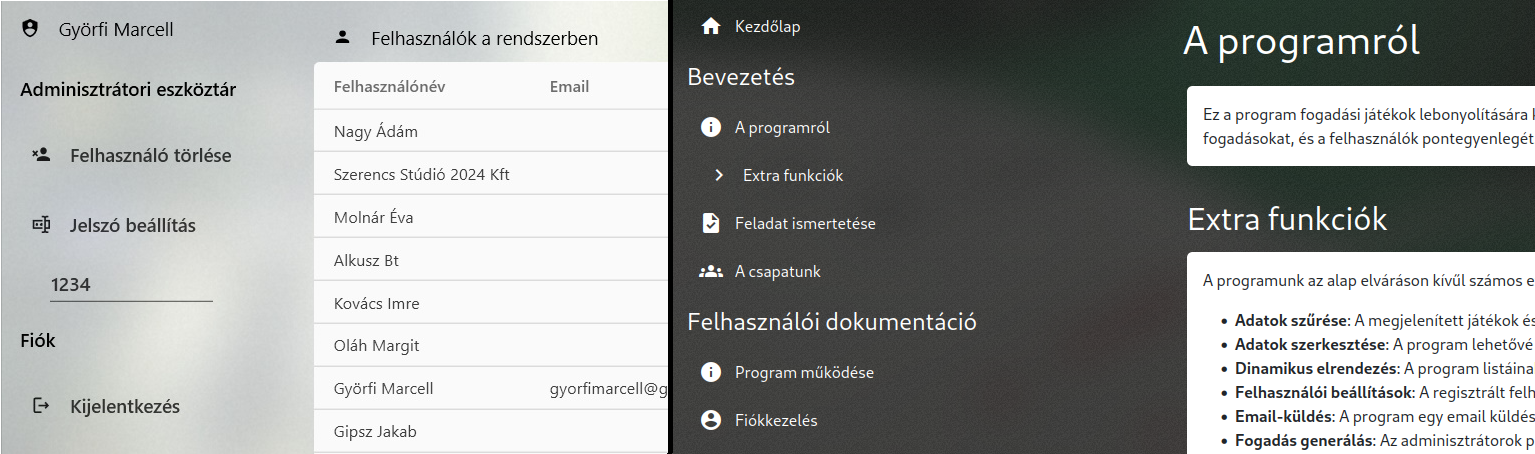 Györfi Marcell
Adminisztrátori eszköztár
Felhasználó törlése
Jelszó beállítás
1234
Fiók
Kijelentkezés
Felhasználók a rendszerben
Felhasználónév Email
Nagy Ádám
Szerencs Stúdió 2024 Kft
Molnár Éva
Alkusz Bt
Kovács Imre
Oláh Margit
Györfi Marcell gyorfimarcell@g
Gipsz Jakab
Kezdőlap
Bevezetés
A programról
Extra funkciók
Feladat ismertetése
A csapatunk
Felhasználói dokumentáció
Program működése
Fiókkezelés
A programról
Ez a program fogadási játékok lebonyolítására
fogadásokat, és a felhasználók pontegyenlegét
Extra funkciók
A programunk az alap elváráson kívül számos e
• Adatok szűrése: A megjelenített játékok és
• Adatok szerkesztése: A program lehetővé
• Dinamikus elrendezés: A program listáina
• Felhasználói beállítások: A regisztrált felh
• Email-küldés: A program egy email küldés
• Fogadás generálás: Az adminisztrátorok p